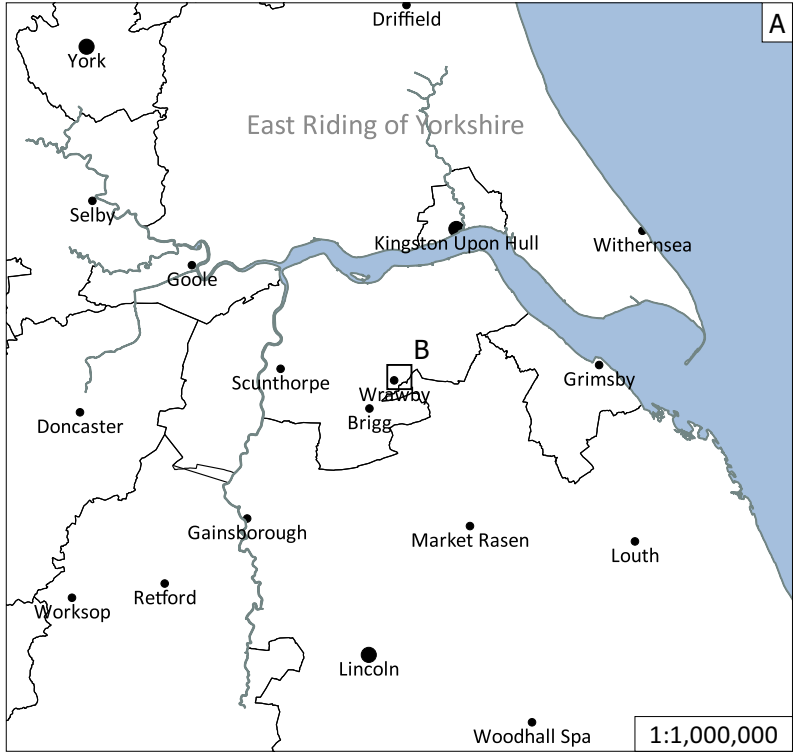 Driffield
A
York
East Riding of Yorkshire
Selby
Kingston Upon Hull
Withernsea
Goole
B
Scunthorpe
Wrawby
Grimsby
Brigg
Doncaster
Gainsborough
Market Rasen
Louth
Retford
Worksop
Lincoln
Woodhall Spa
1:1,000,000